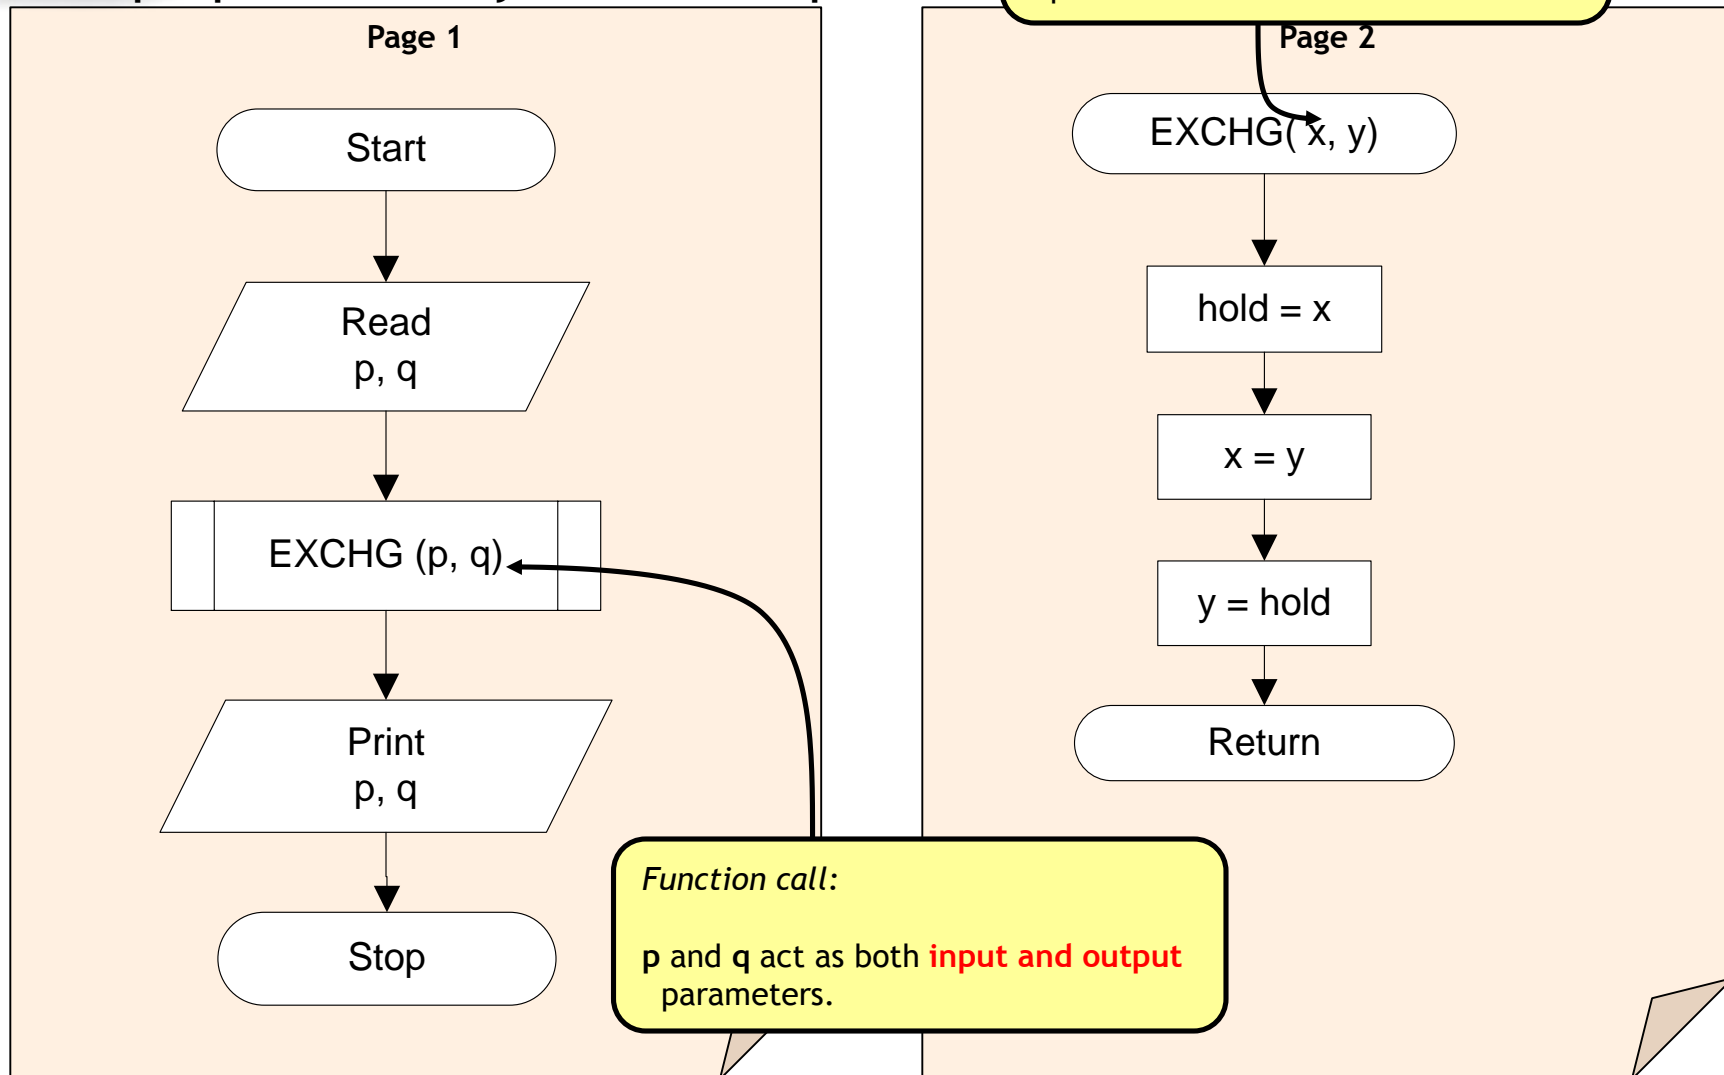 Page 1
Start
Read
p, q
EXCHG (p, q)
Print
p, q
Stop
Function call:
p and q act as both input and output
parameters.
Page 2
EXCHG( x, y)
hold = x
x = y
y = hold
Return